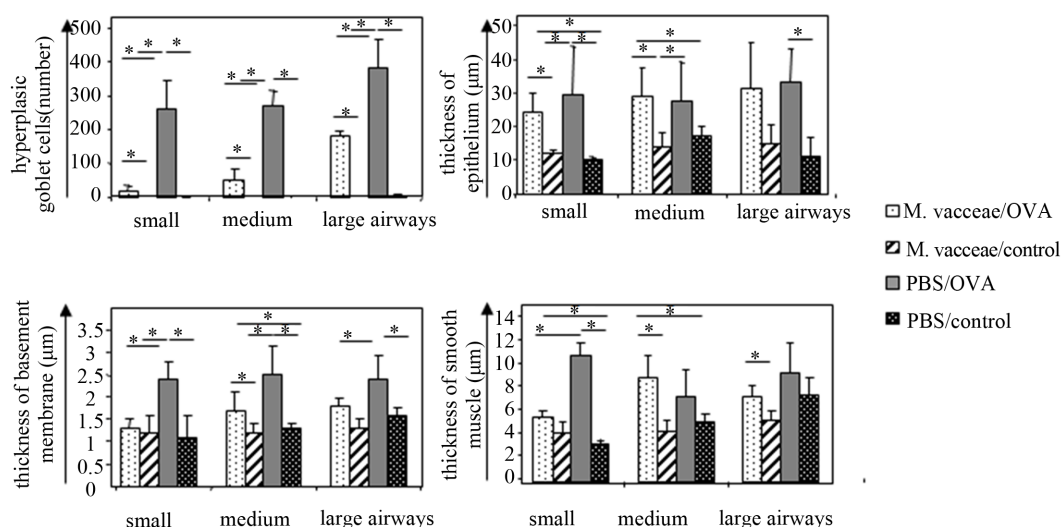 hyperplasic
goblet cells(number)
500
400
300
200
100
0
* * *
* * *
* * *
*
*
*
small medium large airways
thickness of
epithelium (μm)
50
40
30
20
10
0
*
* *
*
*
* *
*
small medium large airways
thickness of basement
membrane (μm)
3.5
3
2.5
2
1.5
1
0.5
0
* * *
*
* *
*
* *
small medium large airways
thickness of smooth
muscle (μm)
14
12
10
8
6
4
2
0
*
* *
*
*
*
small medium large airways
M. vacceae/OVA
M. vacceae/control
PBS/OVA
PBS/control